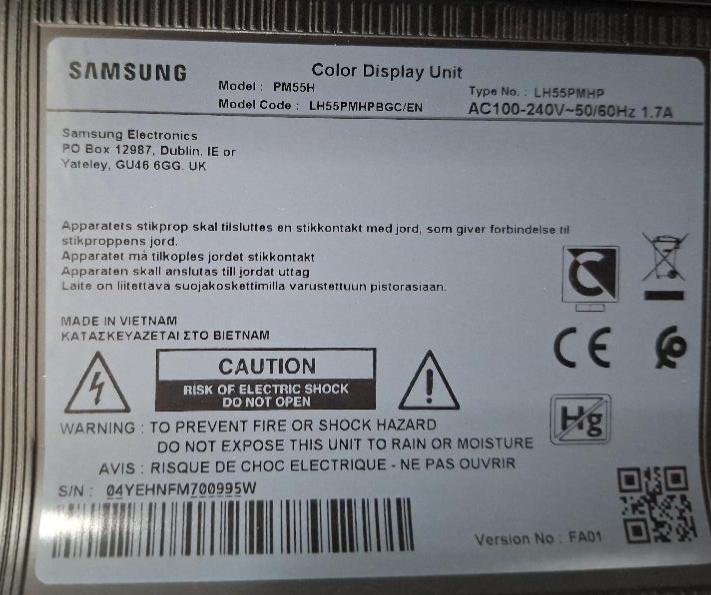 SAMSUNG
Color Display Unit
Model : PM55H
Type No. : LH55PMHP
Model Code : LH55PMHPBGC/EN
AC100-240V~50/60Hz 1.7A
Samsung Electronics
PO Box 12987, Dublin. IE or
Yateley, GU46 6GG. UK
Apparatets stikprop skal tilsluttes en stikkontakt med jord, som giver forbindelse til
stikproppens jord.
Apparatet må tilkoples jordet stikkontakt
Apparaten skall anslutas till jordat uttag
Laite on liitettävä suojakoskettimilla varustettuun pistorasiaan.
MADE IN VIETNAM
ΚΑΤΑΣΚΕΥΑΖΕΤΑΙ ΣΤΟ ΒΙΕΤΝΑΜ
CE
CAUTION
RISK OF ELECTRIC SHOCK
DO NOT OPEN
Hg
WARNING : TO PREVENT FIRE OR SHOCK HAZARD
DO NOT EXPOSE THIS UNIT TO RAIN OR MOISTURE
AVIS : RISQUE DE CHOC ELECTRIQUE - NE PAS OUVRIR
S/N : 04YEHNFM700995W
Version No : FA01